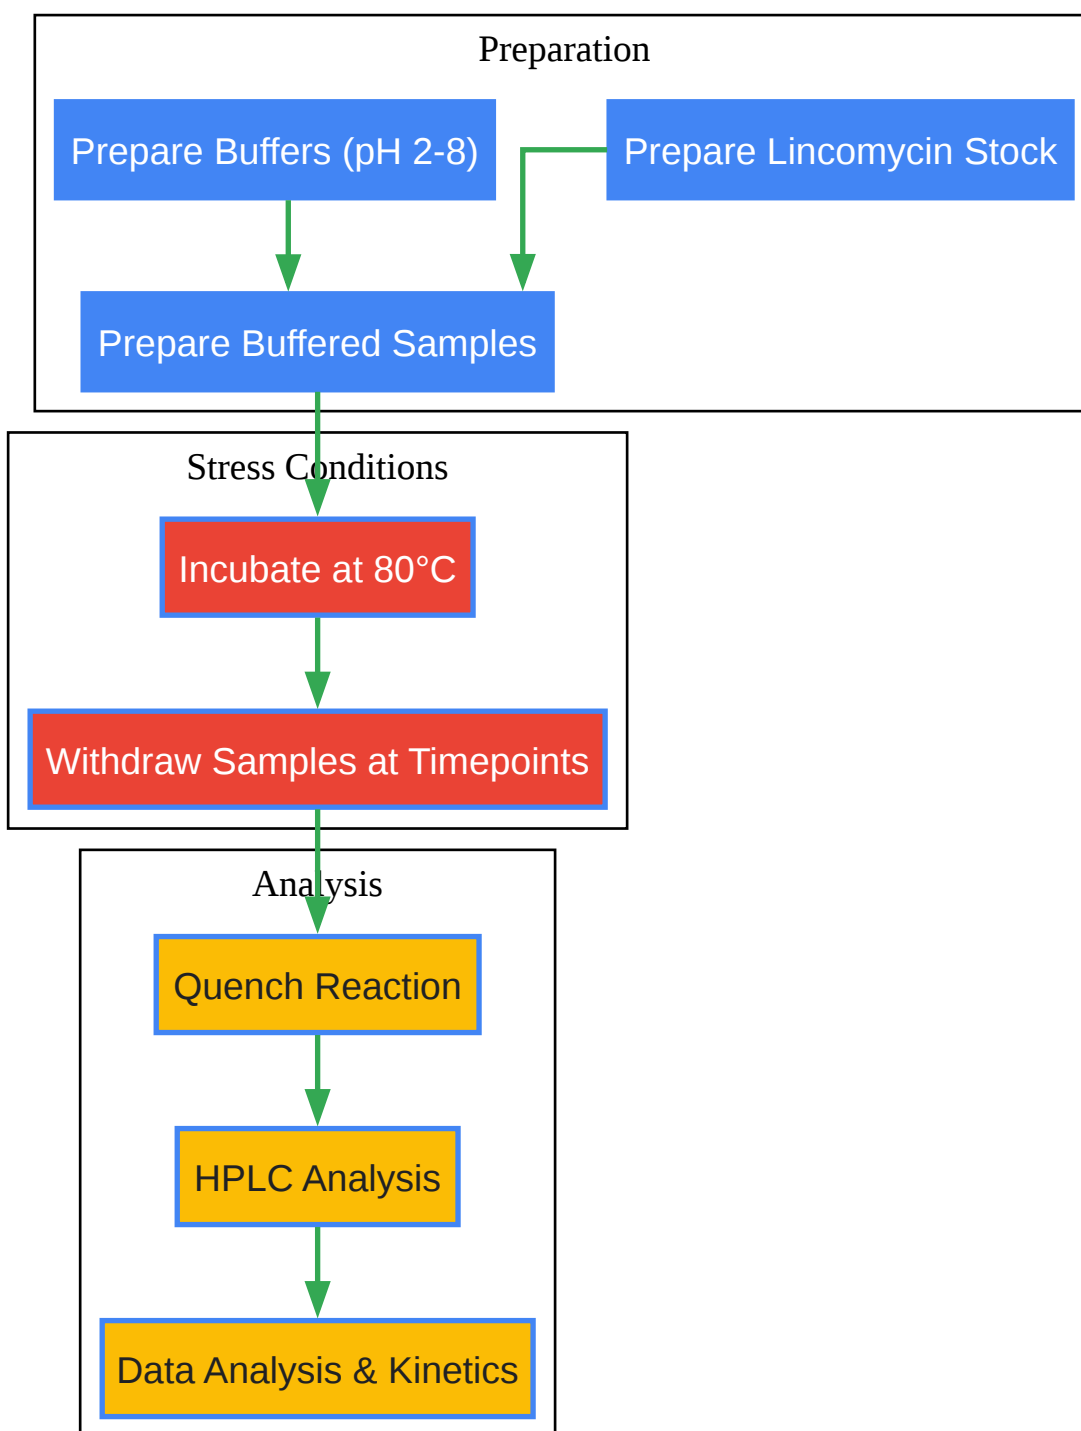 Preparation
Prepare Buffers (pH 2-8)
Prepare Lincomycin Stock
Prepare Buffered Samples
Stress Conditions
Incubate at 80°C
Withdraw Samples at Timepoints
Analysis
Quench Reaction
HPLC Analysis
Data Analysis & Kinetics